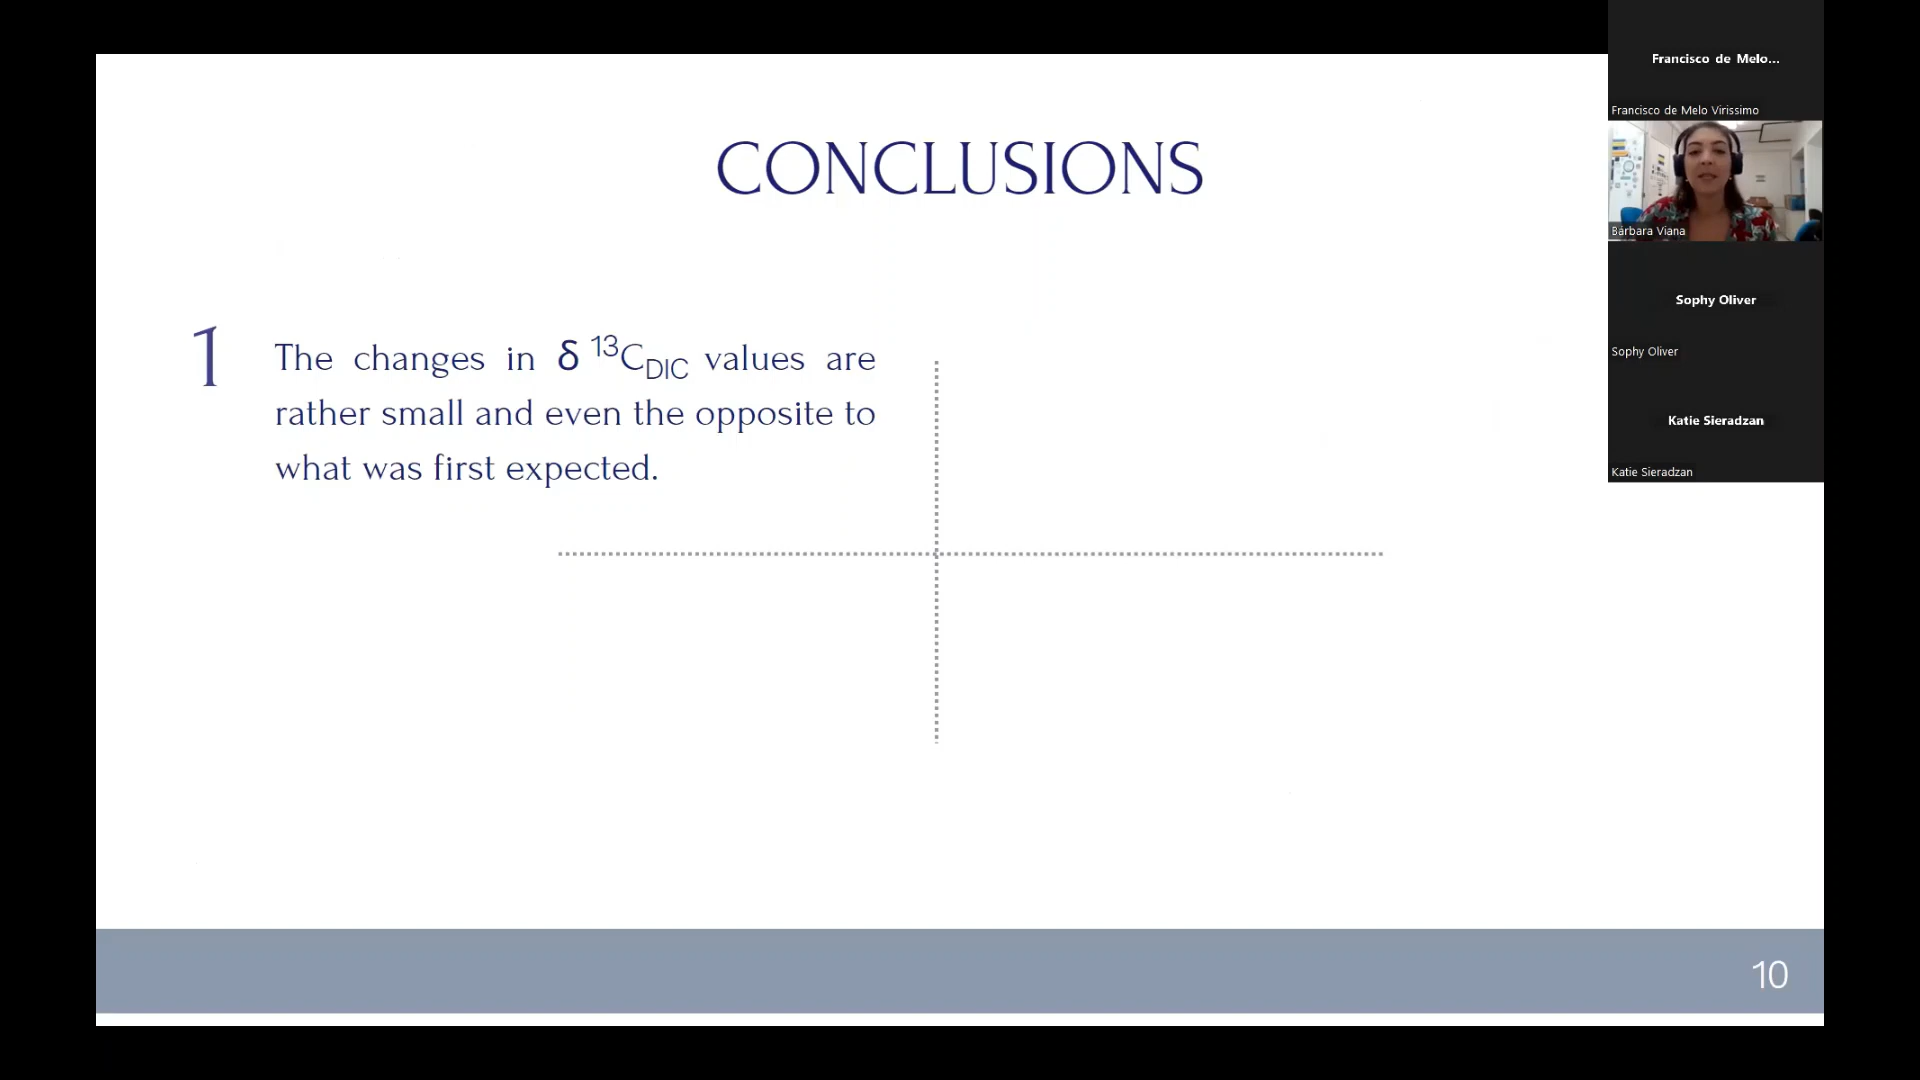 CONCLUSIONS
1
The changes in δ ¹³C_DIC values are
rather small and even the opposite to
what was first expected.
10
Francisco de Melo...
Francisco de Melo Virissimo
Bárbara Viana
Sophy Oliver
Sophy Oliver
Katie Sieradzan
Katie Sieradzan